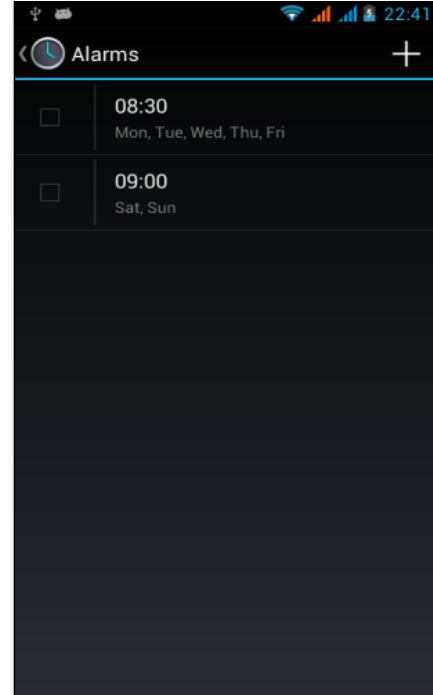 22:41
Alarms
08:30
Mon, Tue, Wed, Thu, Fri
09:00
Sat, Sun